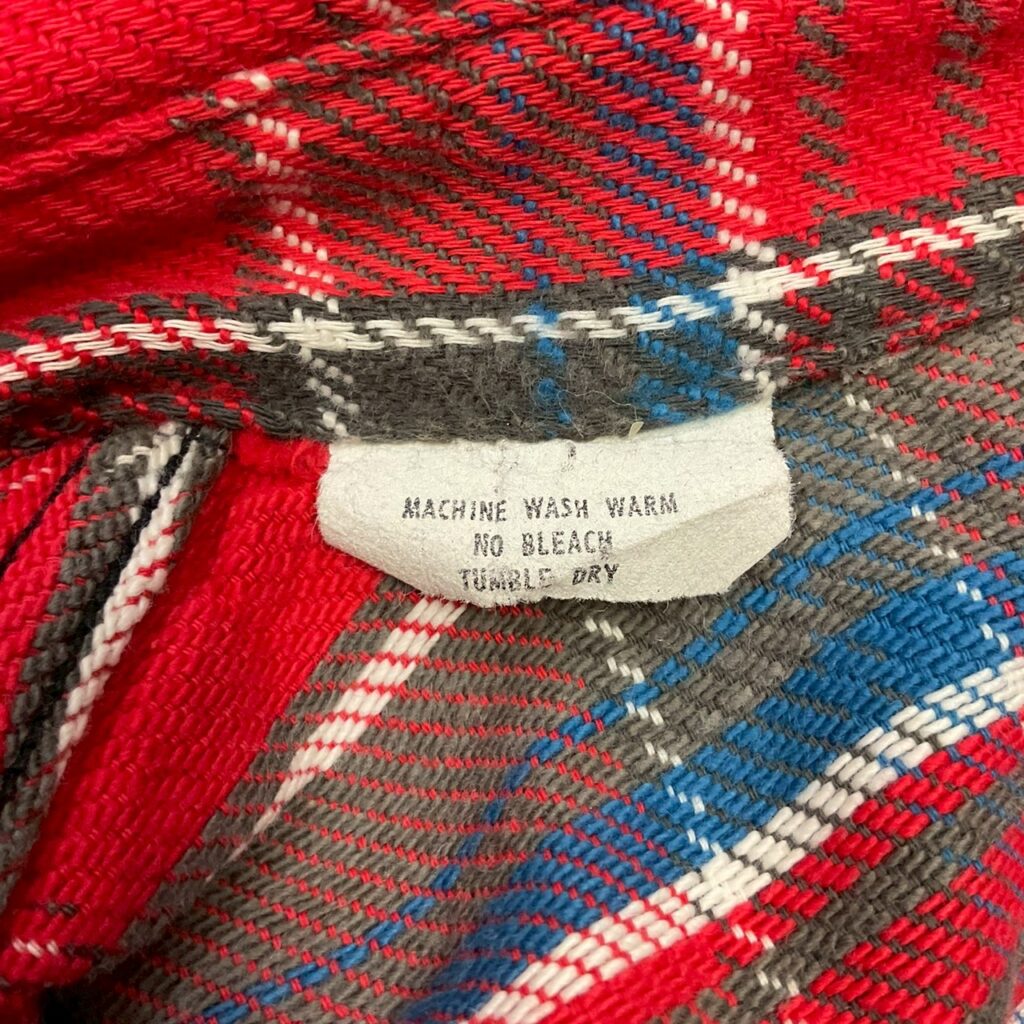 MACHINE WASH WARM
NO BLEACH
TUMBLE DRY